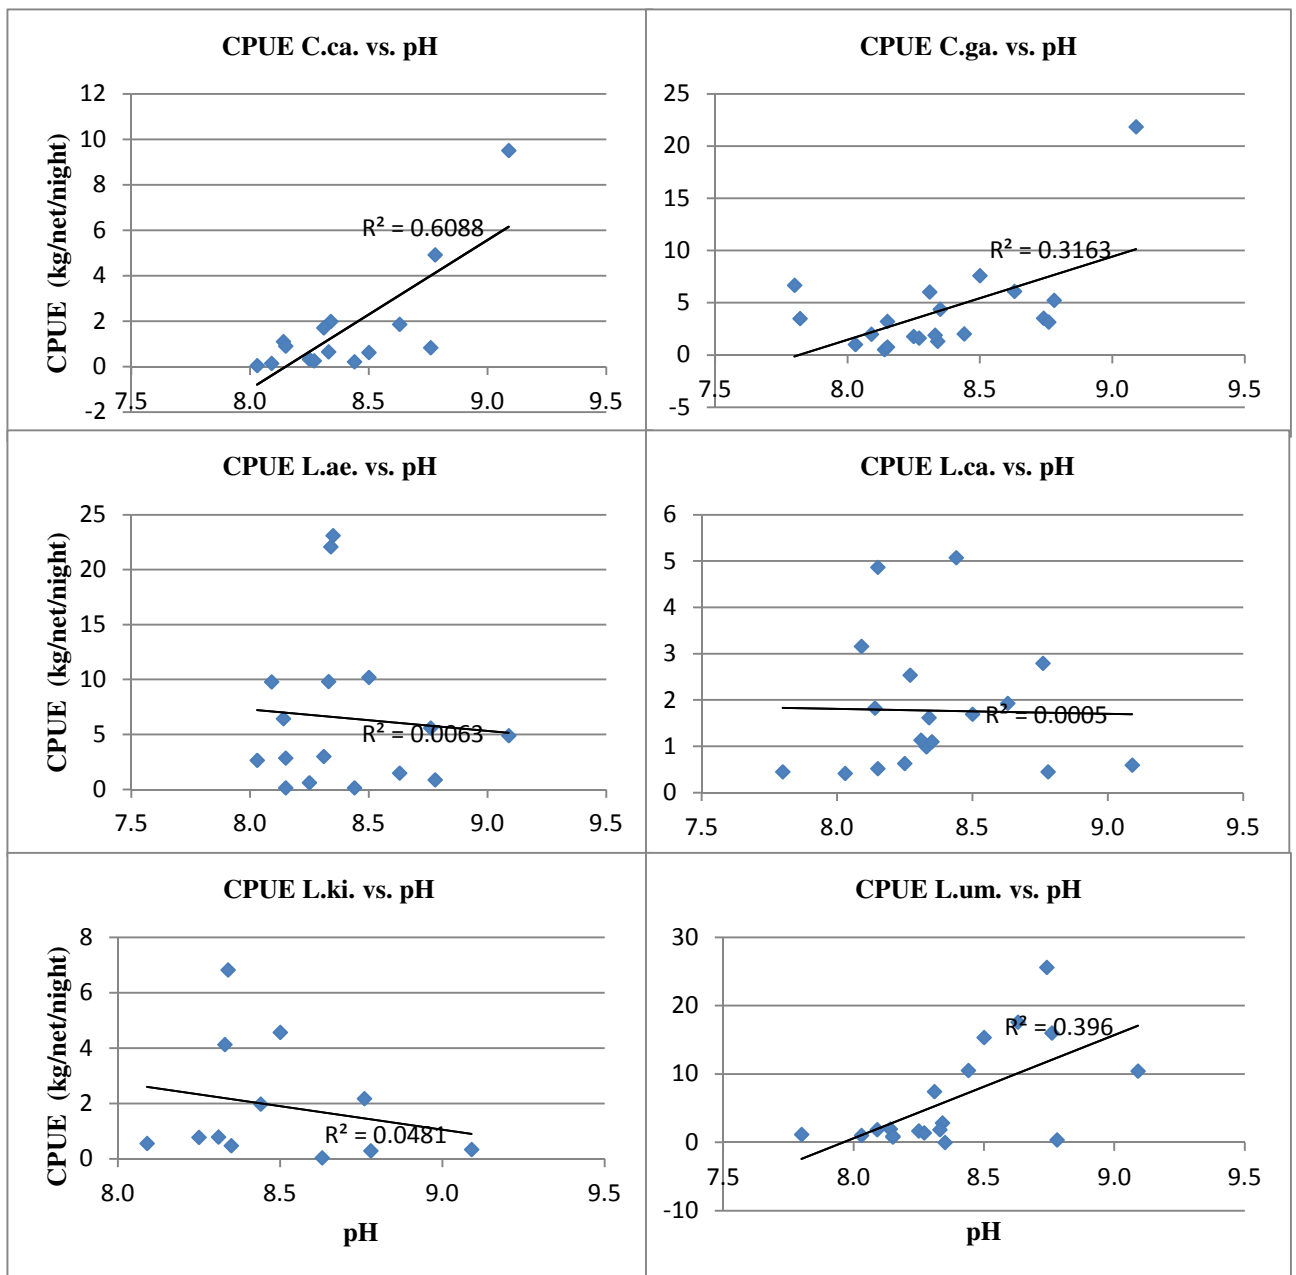 CPUE C.ca. vs. pH
CPUE (kg/net/night)
12
10
8
6
4
2
0
-2
7.5 8.0 8.5 9.0 9.5
R² = 0.6088
CPUE C.ga. vs. pH
25
20
15
10
5
0
-5
7.5 8.0 8.5 9.0 9.5
R² = 0.3163
CPUE L.ae. vs. pH
CPUE (kg/net/night)
25
20
15
10
5
0
7.5 8.0 8.5 9.0 9.5
R² = 0.0063
CPUE L.ca. vs. pH
6
5
4
3
2
1
0
7.5 8.0 8.5 9.0 9.5
R² = 0.0005
CPUE L.ki. vs. pH
CPUE (kg/net/night)
8
6
4
2
0
8.0 8.5 9.0 9.5
R² = 0.0481
pH
CPUE L.um. vs. pH
30
20
10
0
-10
7.5 8.0 8.5 9.0 9.5
R² = 0.396
pH